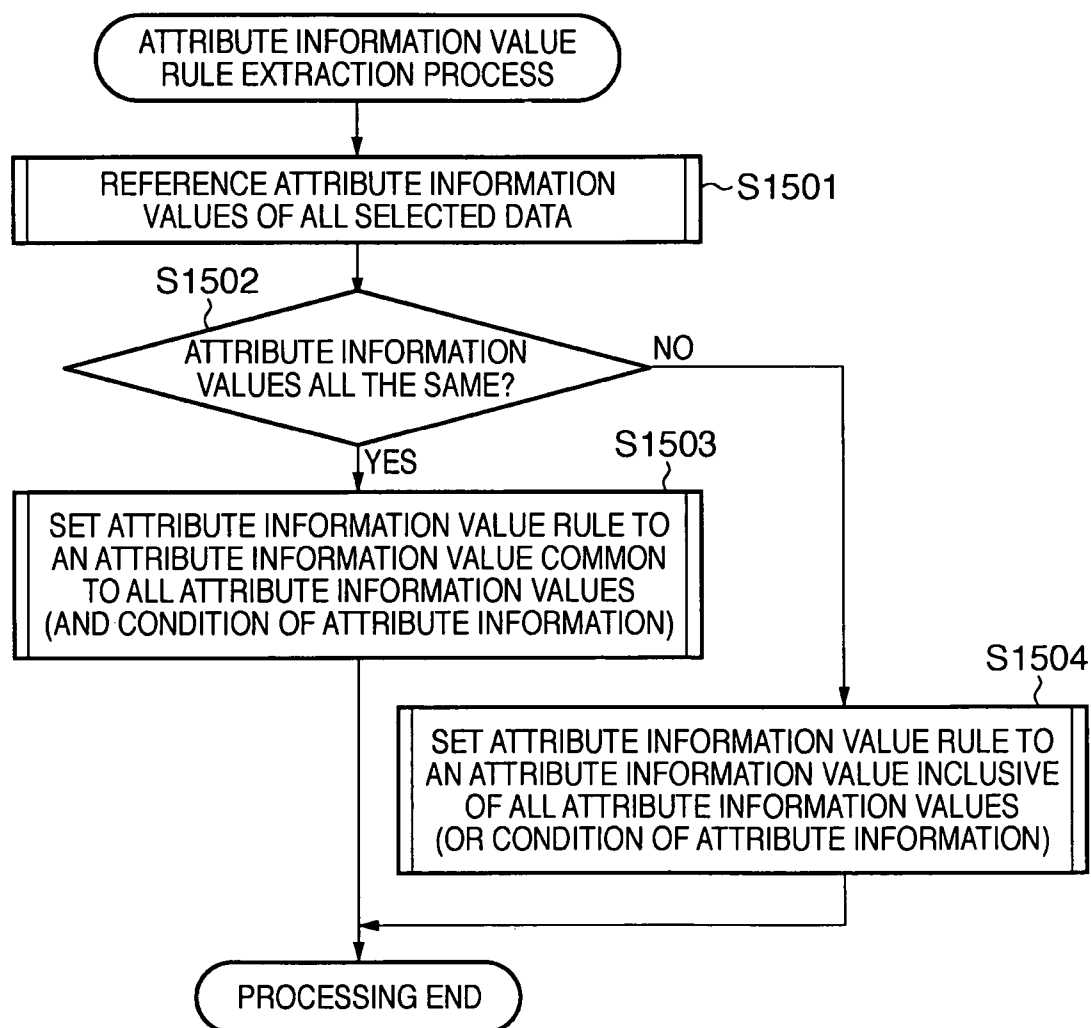 ATTRIBUTE INFORMATION VALUE
RULE EXTRACTION PROCESS
REFERENCE ATTRIBUTE INFORMATION
VALUES OF ALL SELECTED DATA
S1501
S1502
ATTRIBUTE INFORMATION
VALUES ALL THE SAME?
NO
YES
S1503
SET ATTRIBUTE INFORMATION VALUE RULE TO
AN ATTRIBUTE INFORMATION VALUE COMMON
TO ALL ATTRIBUTE INFORMATION VALUES
(AND CONDITION OF ATTRIBUTE INFORMATION)
S1504
SET ATTRIBUTE INFORMATION VALUE RULE TO
AN ATTRIBUTE INFORMATION VALUE INCLUSIVE
OF ALL ATTRIBUTE INFORMATION VALUES
(OR CONDITION OF ATTRIBUTE INFORMATION)
PROCESSING END